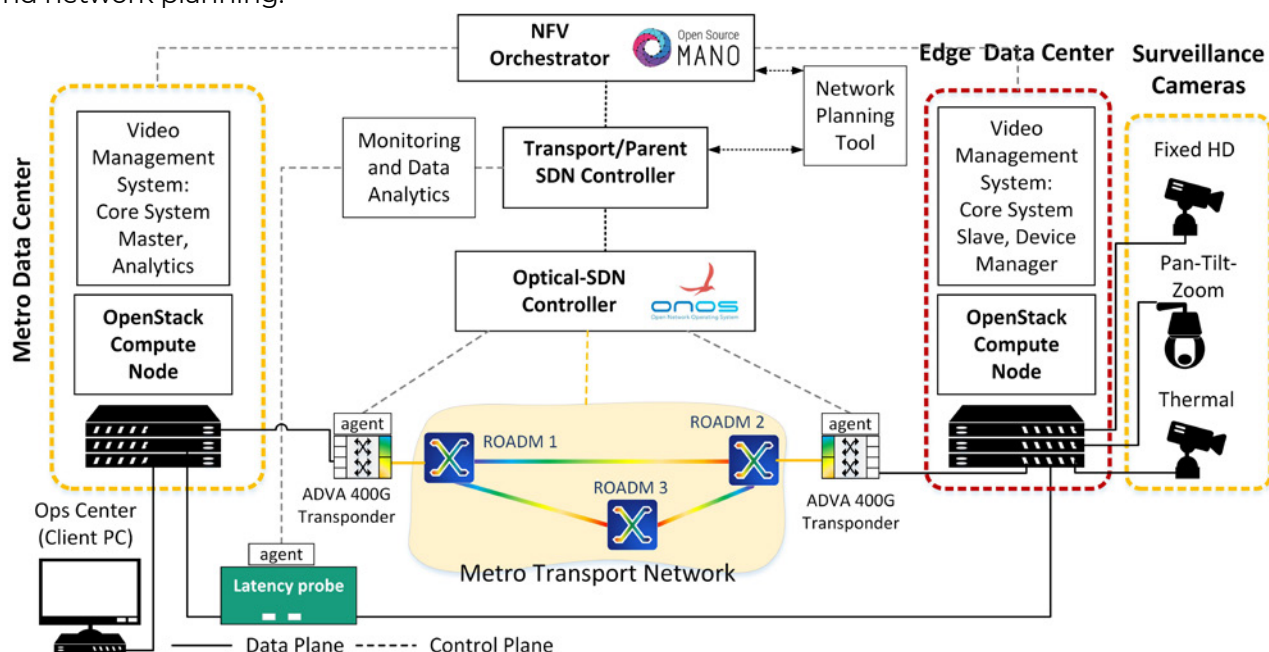 nd network planning.
NFV
Orchestrator
Open Source
MANO
Edge Data Center
Surveillance
Cameras
Network
Planning
Tool
Metro Data Center
Video
Management
System:
Core System
Master,
Analytics
Monitoring
and Data
Analytics
Transport/Parent
SDN Controller
Video
Management
System:
Core System
Slave, Device
Manager
Fixed HD
Pan-Tilt-
Zoom
Optical-SDN
Controller
onos
Open Network Operating System
OpenStack
Compute
Node
OpenStack
Compute
Node
Thermal
agent
ROADM 1
ROADM 2
agent
ROADM 3
ADVA 400G
Transponder
ADVA 400G
Transponder
Ops Center
(Client PC)
agent
Latency probe
Metro Transport Network
Data Plane
Control Plane